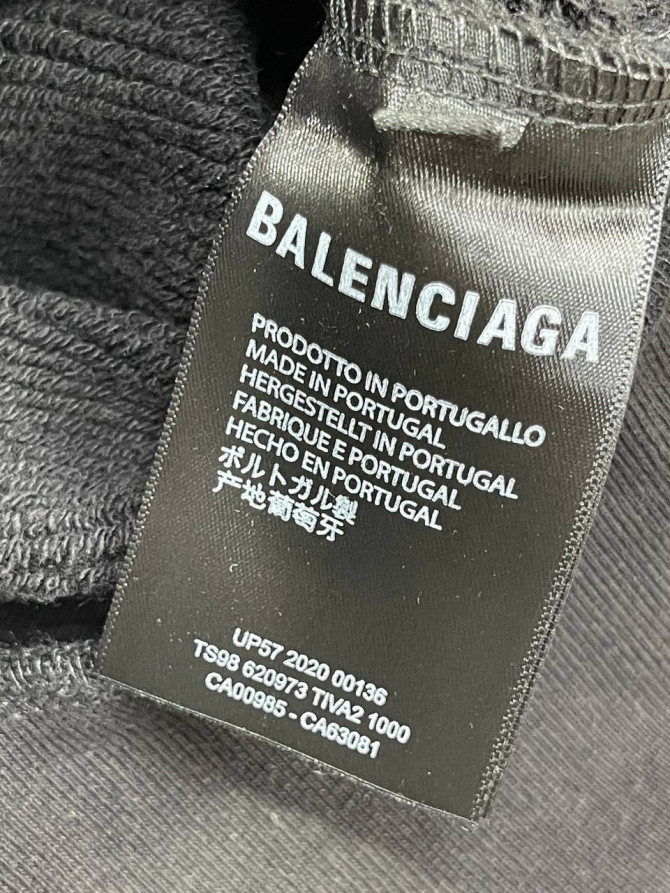 BALENCIAGA
PRODOTTO IN PORTUGALLO
MADE IN PORTUGAL
HERGESTELLT IN PORTUGAL
FABRIQUE E PORTUGAL
HECHO EN PORTUGAL
ポルトガル製
产地葡萄牙
UP57 2020 00136
TS98 620973 TIVA2 1000
CA00985 - CA63081